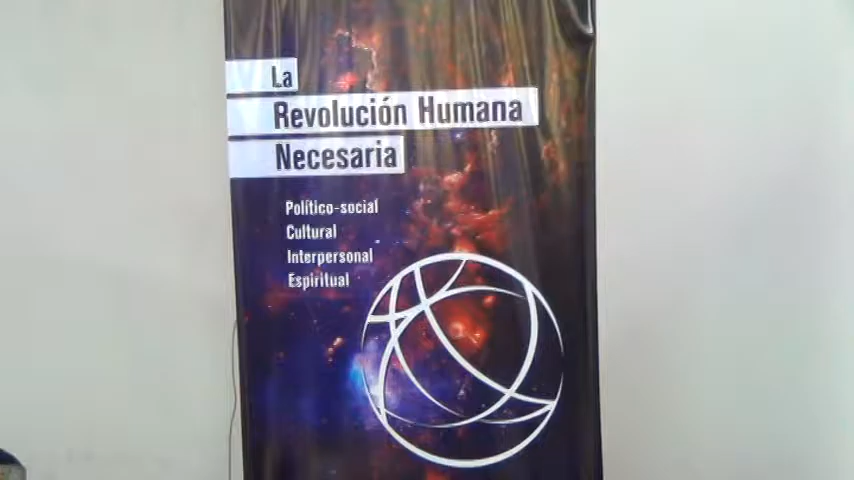 La
Revolución Humana
Necesaria
Político-social
Cultural
Interpersonal
Espiritual